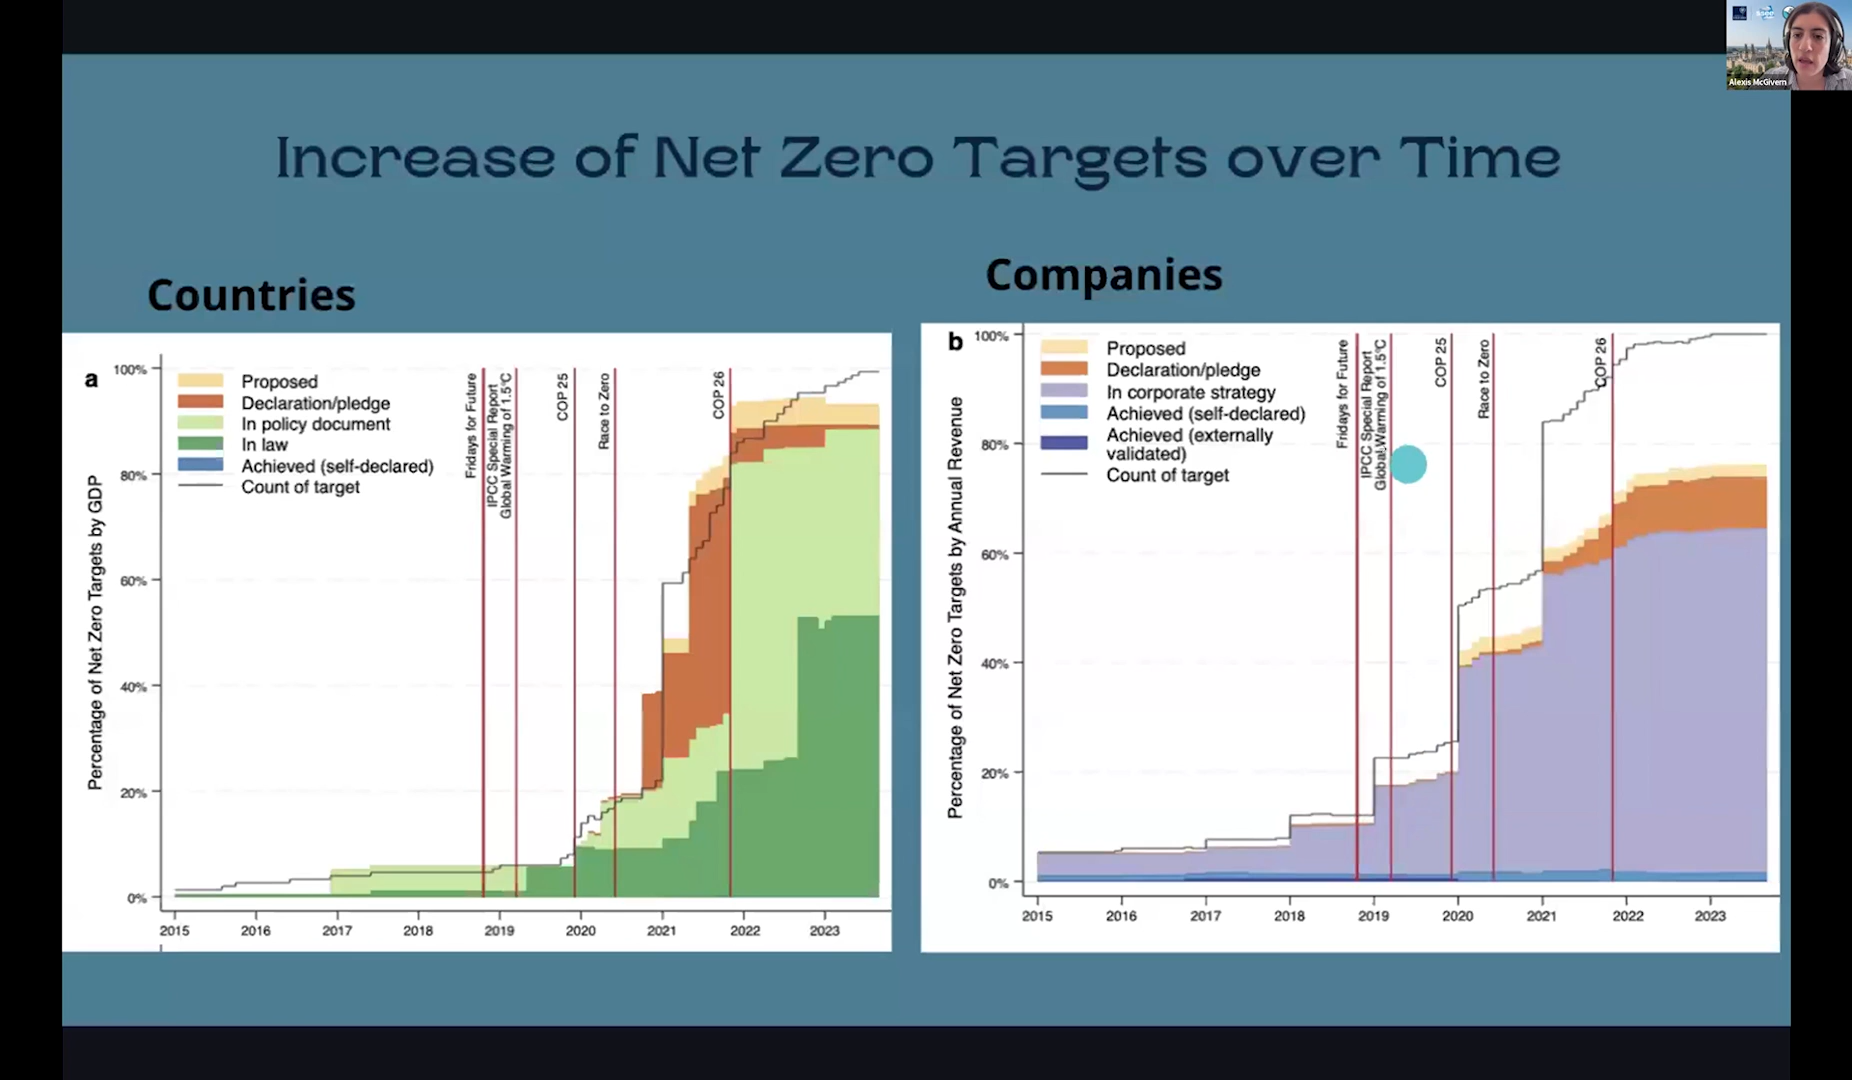 Alexis McGivern
Increase of Net Zero Targets over Time
Countries
a
Percentage of Net Zero Targets by GDP
100%
80%
60%
40%
20%
0%
Proposed
Declaration/pledge
In policy document
In law
Achieved (self-declared)
Count of target
Fridays for Future
IPCC Special Report
Global Warming of 1.5°C
COP 25
Race to Zero
COP 26
2015 2016 2017 2018 2019 2020 2021 2022 2023
Companies
b
Percentage of Net Zero Targets by Annual Revenue
100%
80%
60%
40%
20%
0%
Proposed
Declaration/pledge
In corporate strategy
Achieved (self-declared)
Achieved (externally
validated)
Count of target
Fridays for Future
IPCC Special Report
Global Warming of 1.5°C
COP 25
Race to Zero
COP 26
2015 2016 2017 2018 2019 2020 2021 2022 2023